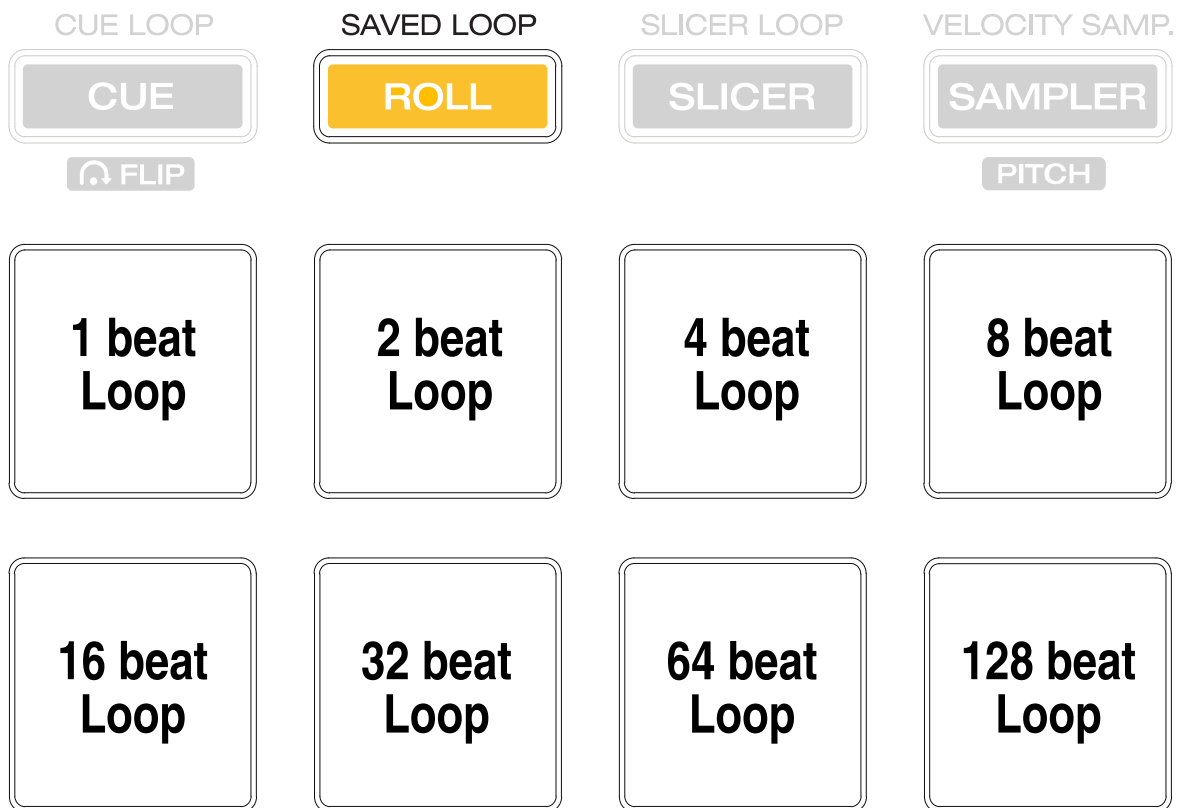 CUE LOOP SAVED LOOP SLICER LOOP VELOCITY SAMP.
CUE ROLL SLICER SAMPLER
FLIP PITCH
1 beat 2 beat 4 beat 8 beat
Loop Loop Loop Loop
16 beat 32 beat 64 beat 128 beat
Loop Loop Loop Loop